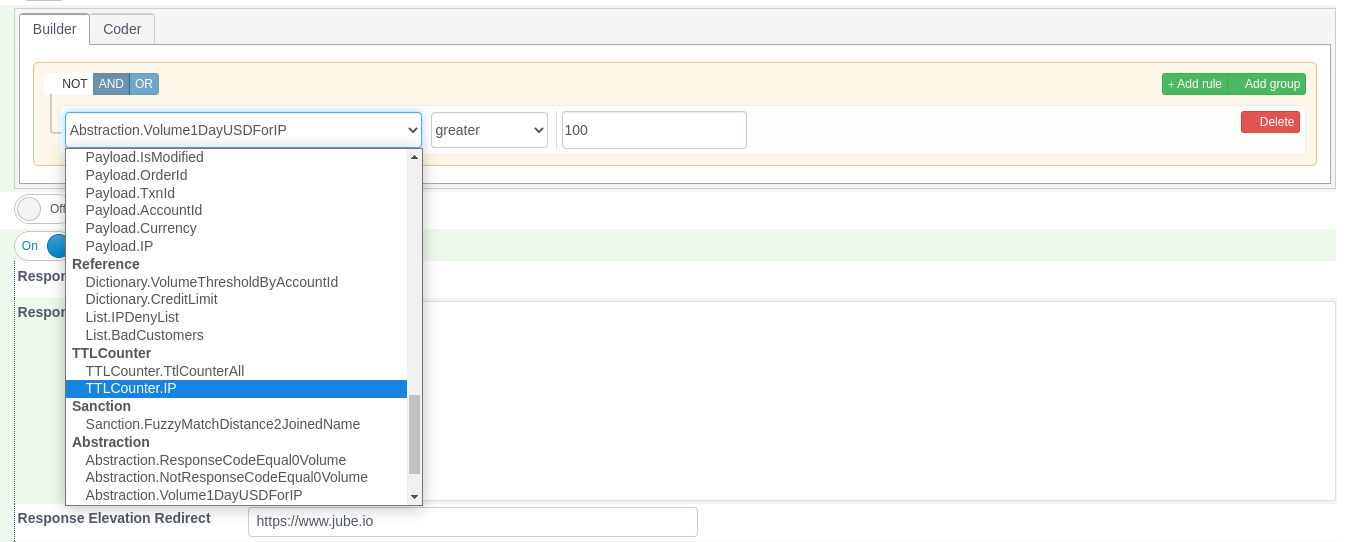 Builder Coder
NOT AND OR + Add rule Add group
Abstraction.Volume1DayUSDForIP greater 100 Delete
Payload.IsModified
Payload.OrderId
Payload.TxnId
Payload.AccountId
Off
Payload.Currency
On Payload.IP
Reference
Respon
Dictionary.VolumeThresholdByAccountId
Dictionary.CreditLimit
Respon
List.IPDenyList
List.BadCustomers
TTLCounter
TTLCounter.TtlCounterAll
TTLCounter.IP
Sanction
Sanction.FuzzyMatchDistance2JoinedName
Abstraction
Abstraction.ResponseCodeEqual0Volume
Abstraction.NotResponseCodeEqual0Volume
Abstraction.Volume1DayUSDForIP
Response Elevation Redirect https://www.jube.io